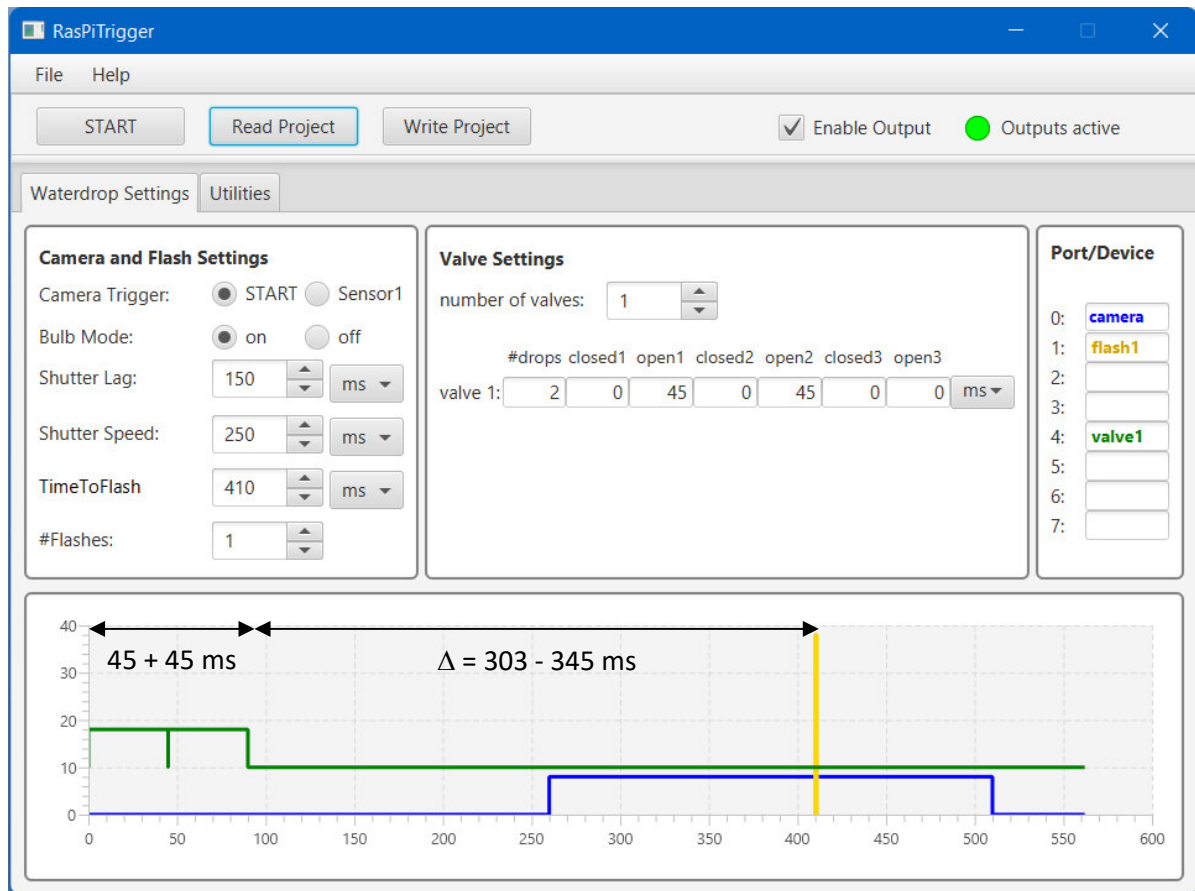 RasPiTrigger
File Help
START Read Project Write Project Enable Output Outputs active
Waterdrop Settings Utilities
Camera and Flash Settings
Camera Trigger: START Sensor1
Bulb Mode: on off
Shutter Lag: 150 ms
Shutter Speed: 250 ms
TimeToFlash 410 ms
#Flashes: 1
Valve Settings
number of valves: 1
#drops closed1 open1 closed2 open2 closed3 open3
valve 1: 2 0 45 0 45 0 0 ms
Port/Device
0: camera
1: flash1
2:
3:
4: valve1
5:
6:
7:
40
30
20
10
0
45 + 45 ms Δ = 303 - 345 ms
0 50 100 150 200 250 300 350 400 450 500 550 600